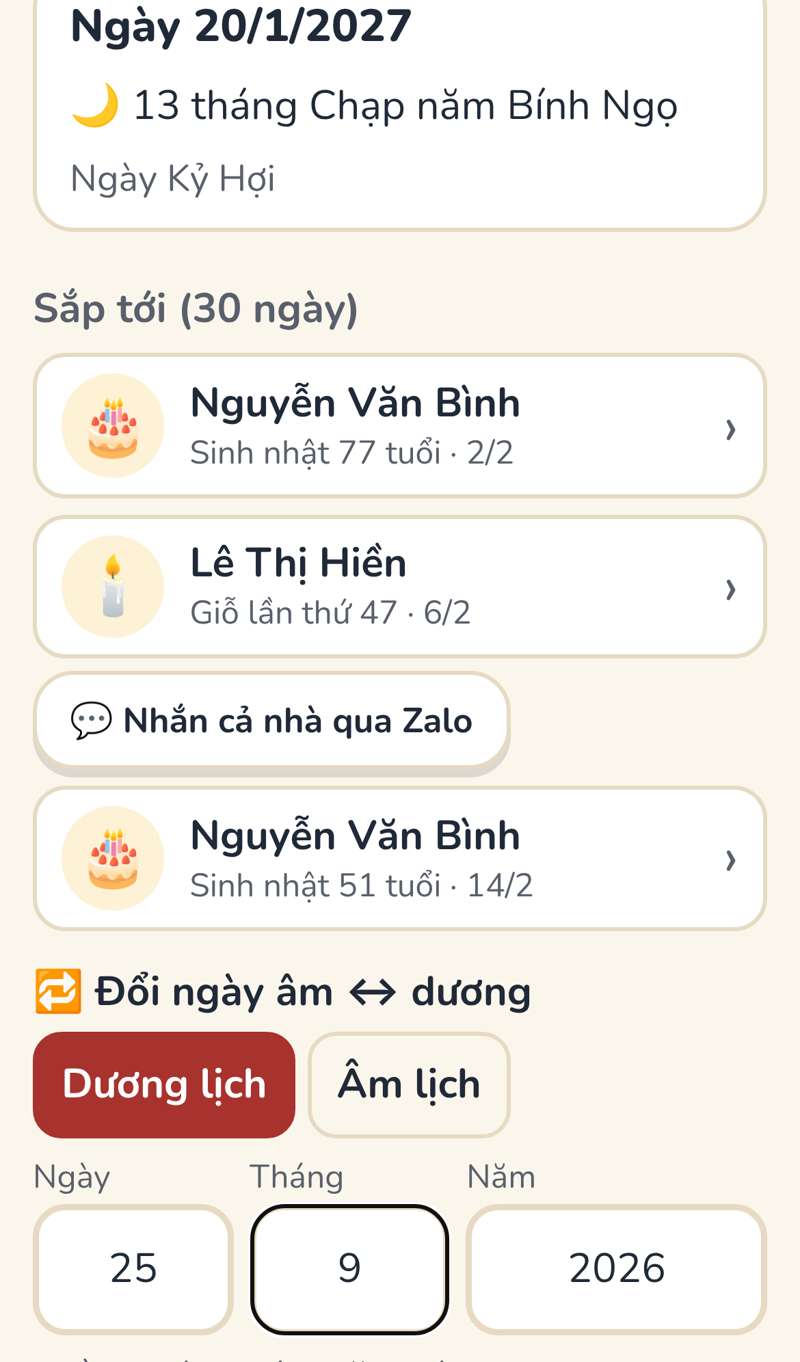 Ngày 20/1/2027
🌙 13 tháng Chạp năm Bính Ngọ
Ngày Kỷ Hợi
Sắp tới (30 ngày)
Nguyễn Văn Bình
Sinh nhật 77 tuổi · 2/2
›
Lê Thị Hiền
Giỗ lần thứ 47 · 6/2
›
💬 Nhắn cả nhà qua Zalo
Nguyễn Văn Bình
Sinh nhật 51 tuổi · 14/2
›
🔁 Đổi ngày âm ↔ dương
Dương lịch Âm lịch
Ngày Tháng Năm
25 9 2026